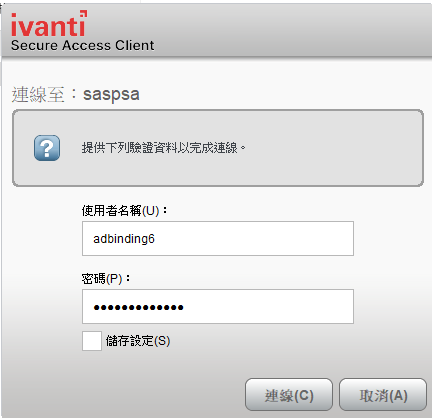 ivanti
Secure Access Client
連線至：saspsa
提供下列驗證資料以完成連線。
使用者名稱(U)：
adbinding6
密碼(P)：
•••••••••••••
儲存設定(S)
連線(C) 取消(A)